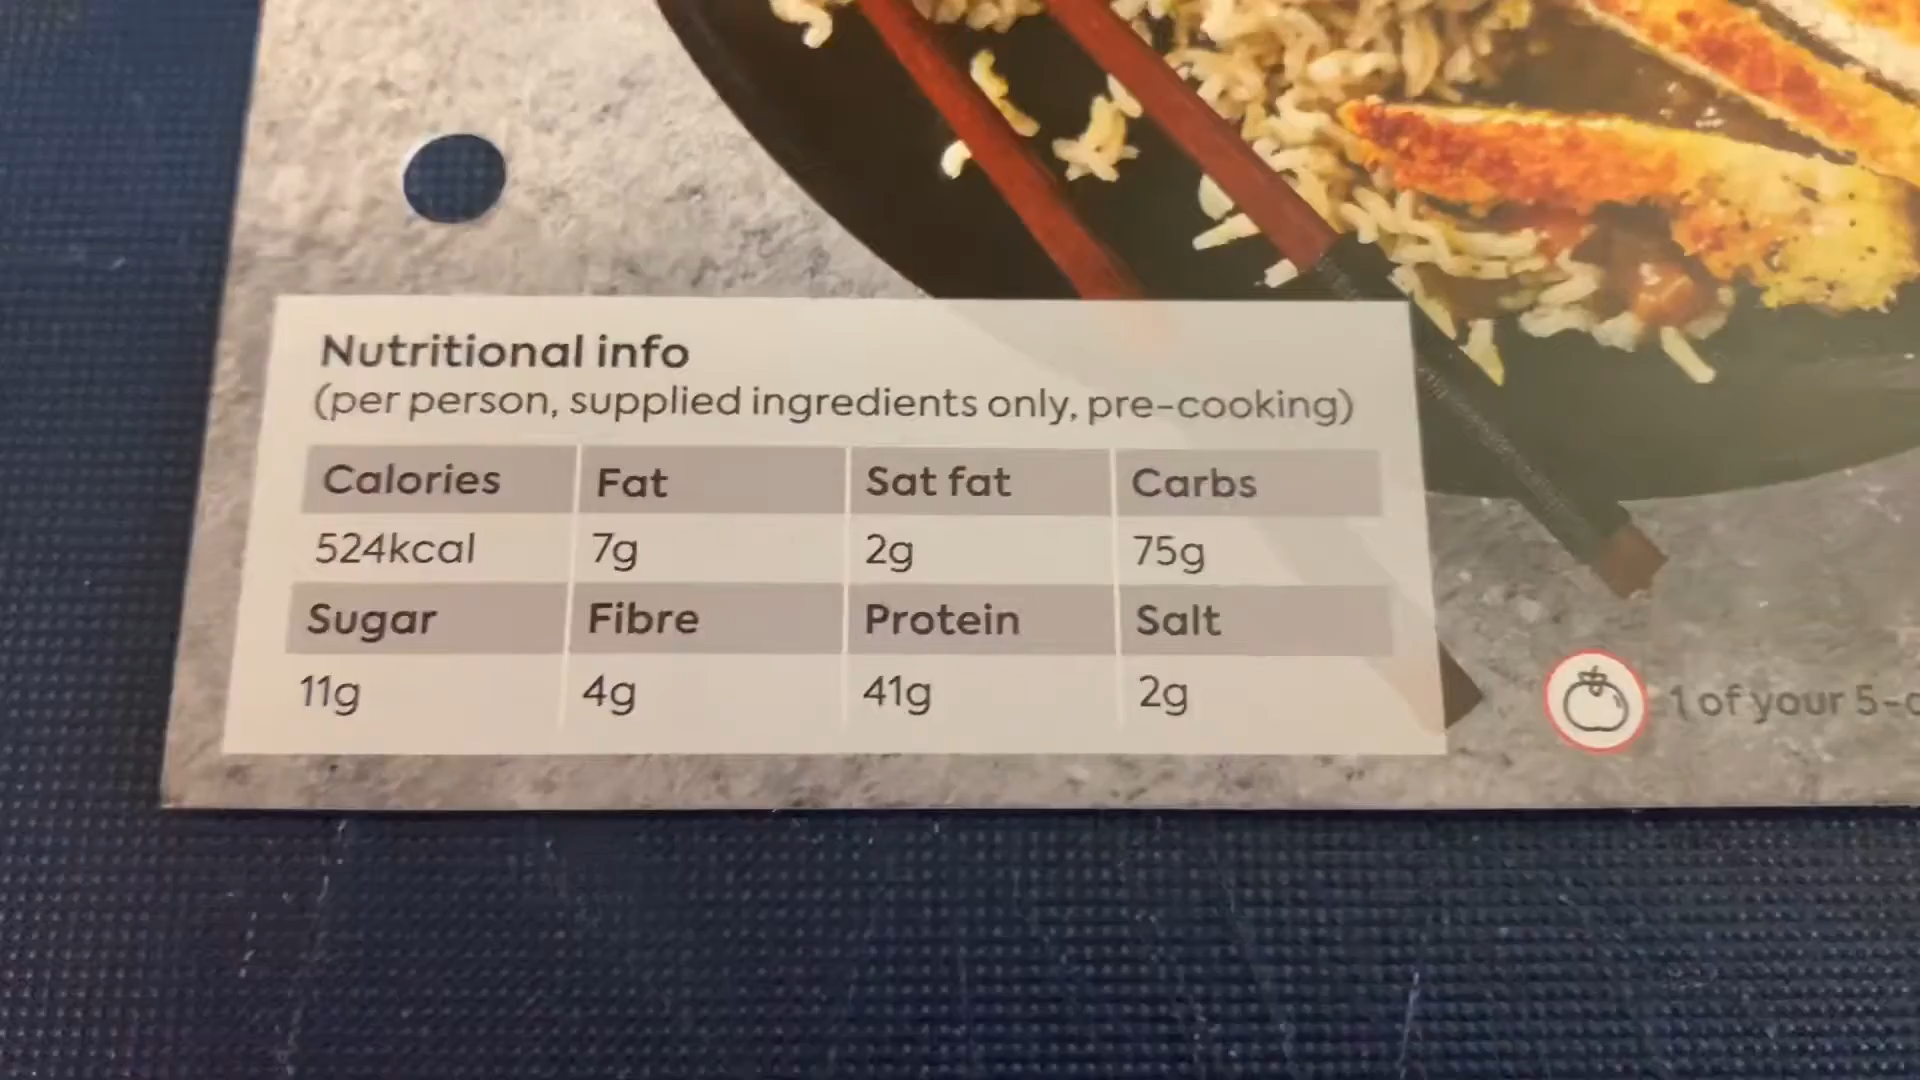 Nutritional info
(per person, supplied ingredients only, pre-cooking)
Calories Fat Sat fat Carbs
524kcal 7g 2g 75g
Sugar Fibre Protein Salt
11g 4g 41g 2g
1 of your 5-